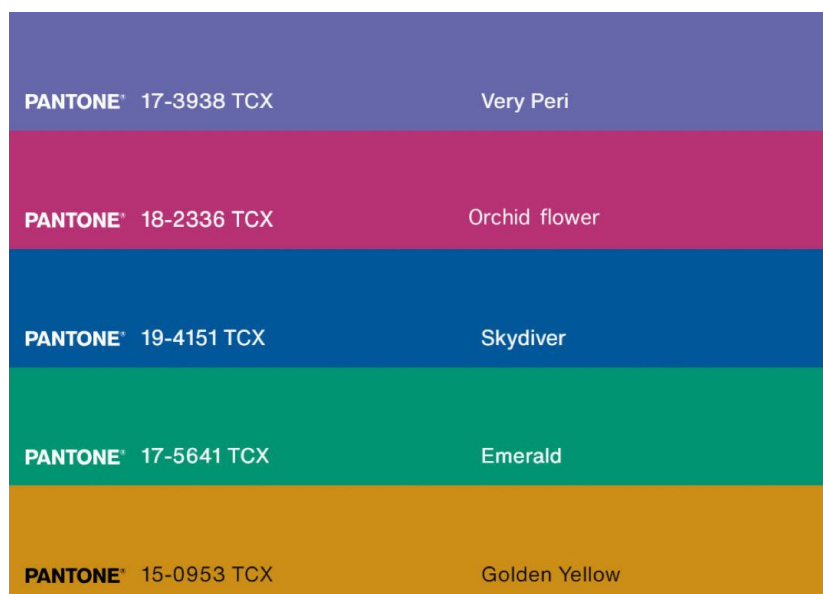 PANTONE® 17-3938 TCX Very Peri
PANTONE® 18-2336 TCX Orchid flower
PANTONE® 19-4151 TCX Skydiver
PANTONE® 17-5641 TCX Emerald
PANTONE® 15-0953 TCX Golden Yellow